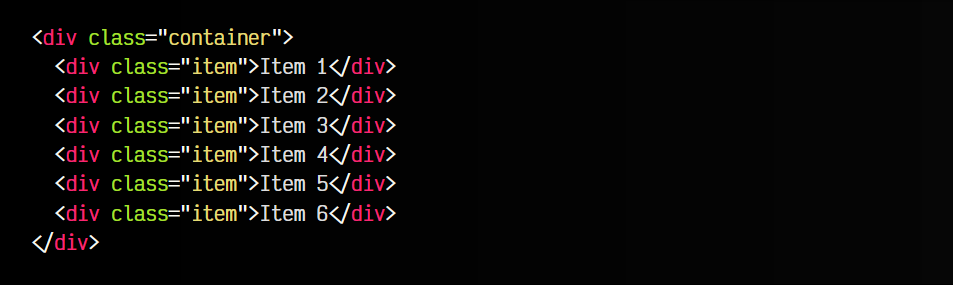 <div class="container">
  <div class="item">Item 1</div>
  <div class="item">Item 2</div>
  <div class="item">Item 3</div>
  <div class="item">Item 4</div>
  <div class="item">Item 5</div>
  <div class="item">Item 6</div>
</div>